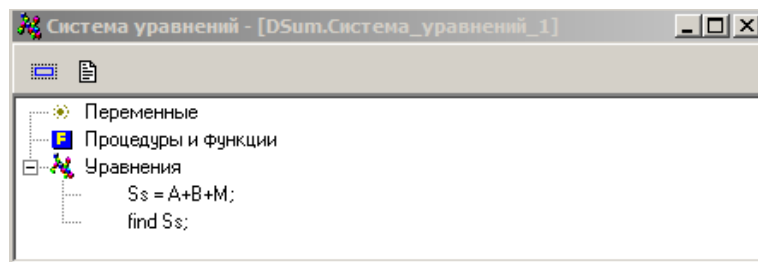 Система уравнений - [DSum.Система_уравнений_1]
Переменные
Процедуры и функции
Уравнения
Ss = A+B+M;
find Ss;